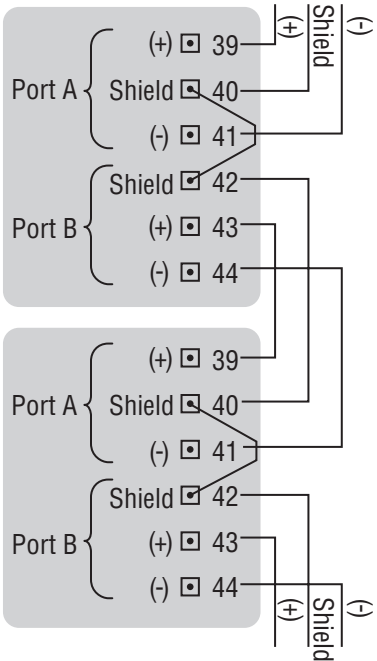 (+) Shield (-)
(+) 39
Port A Shield 40
(-) 41
Shield 42
Port B (+) 43
(-) 44
(+) 39
Port A Shield 40
(-) 41
Shield 42
Port B (+) 43
(-) 44
(+) Shield (-)